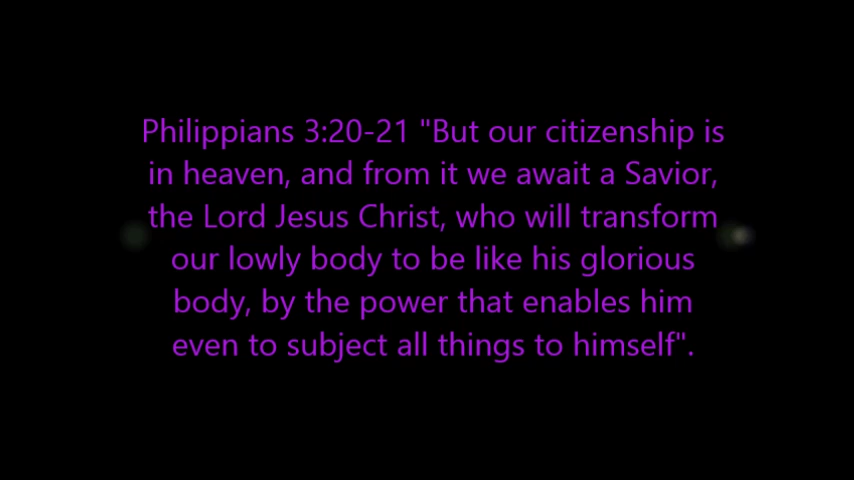 Philippians 3:20-21 "But our citizenship is
in heaven, and from it we await a Savior,
the Lord Jesus Christ, who will transform
our lowly body to be like his glorious
body, by the power that enables him
even to subject all things to himself".